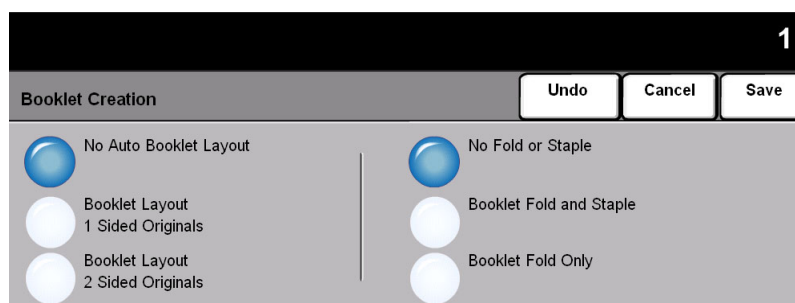 1
Booklet Creation
Undo
Cancel
Save
No Auto Booklet Layout
Booklet Layout
1 Sided Originals
Booklet Layout
2 Sided Originals
No Fold or Staple
Booklet Fold and Staple
Booklet Fold Only